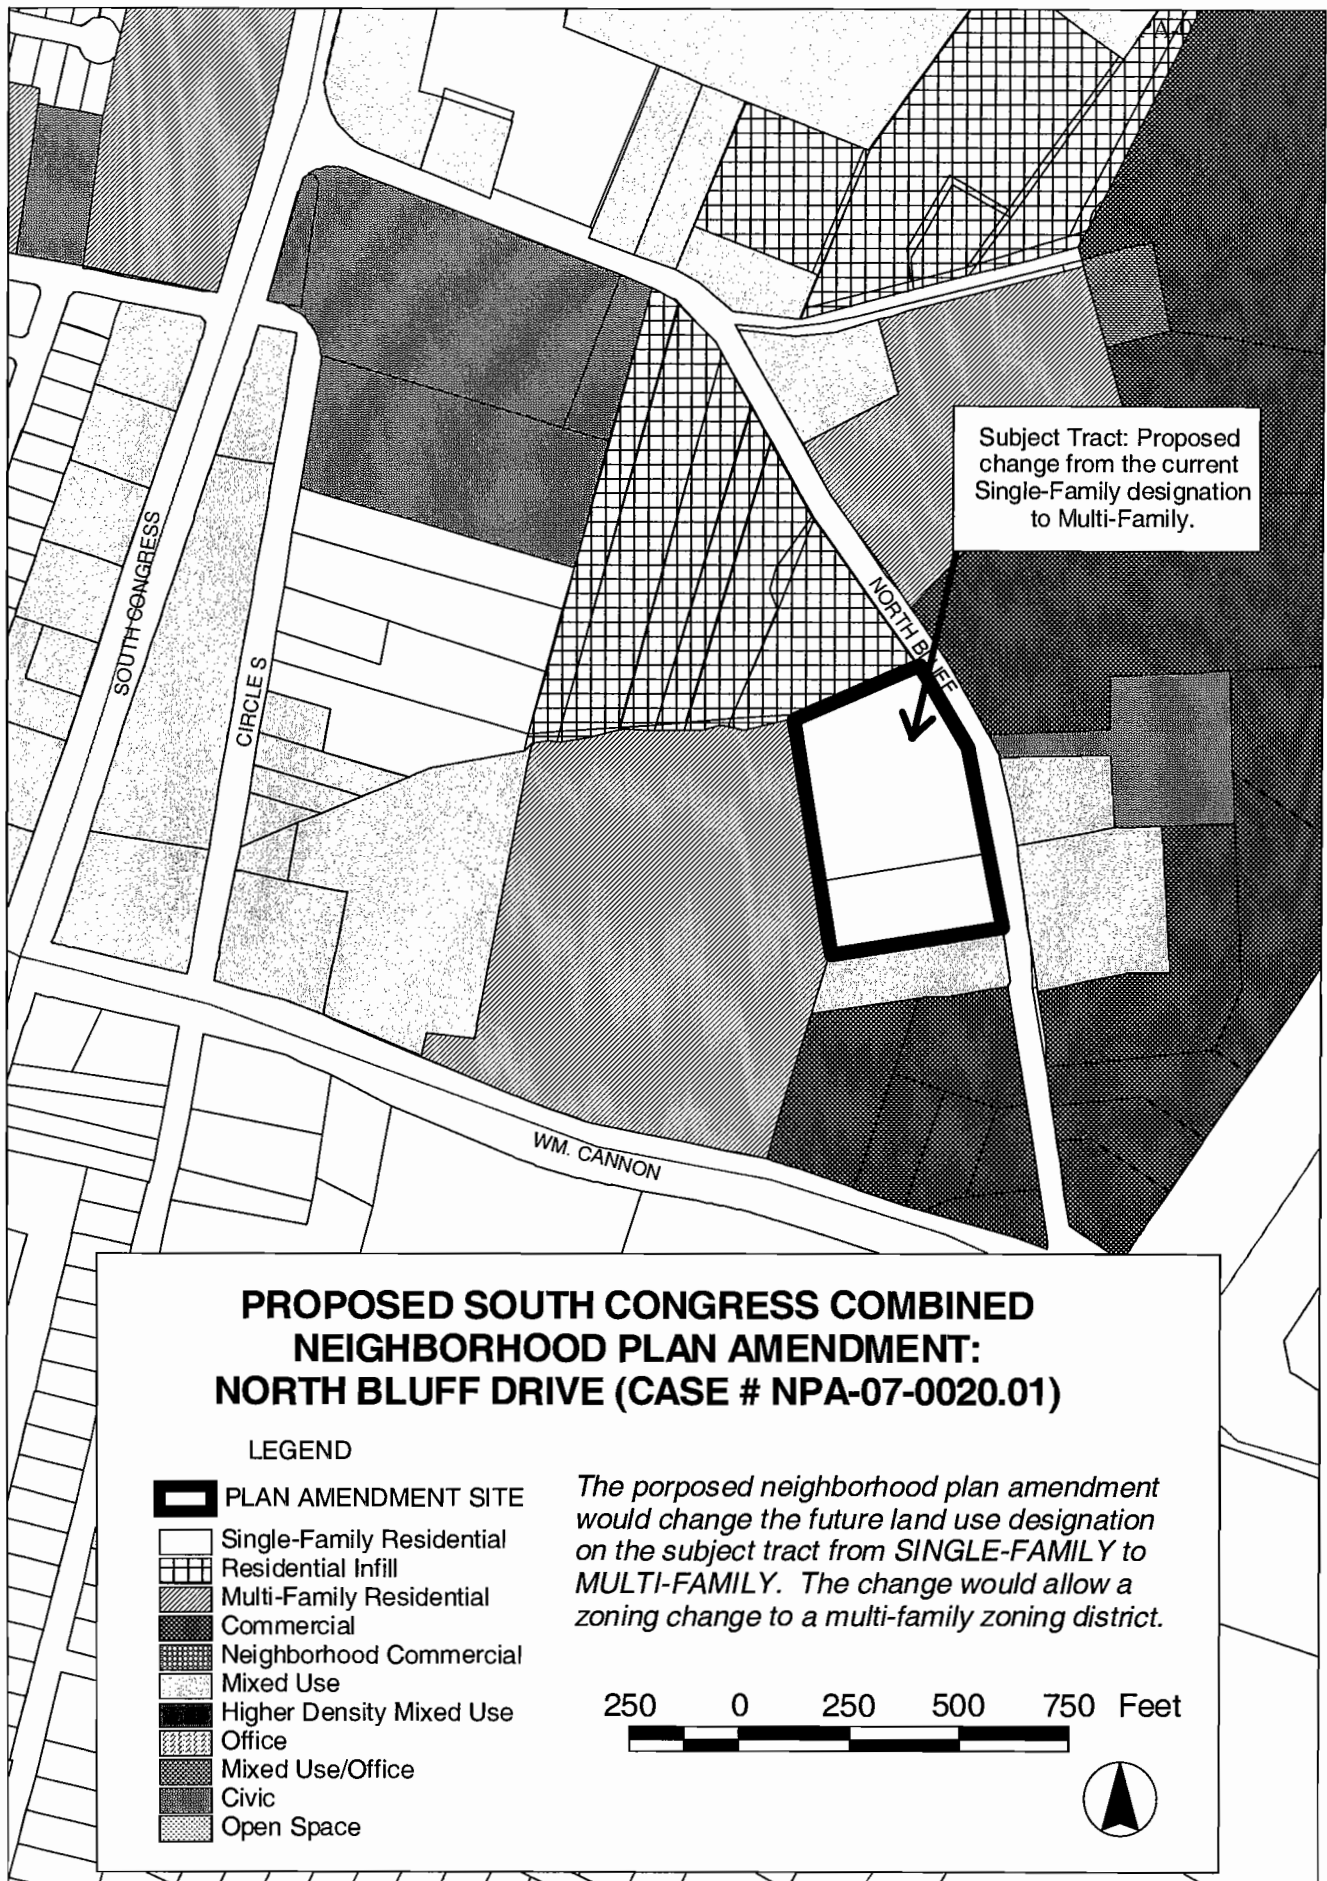 Subject Tract: Proposed
change from the current
Single-Family designation
to Multi-Family.
SOUTH CONGRESS
CIRCLE S
NORTH BLUFF
WM. CANNON
PROPOSED SOUTH CONGRESS COMBINED
NEIGHBORHOOD PLAN AMENDMENT:
NORTH BLUFF DRIVE (CASE # NPA-07-0020.01)
LEGEND
PLAN AMENDMENT SITE
Single-Family Residential
Residential Infill
Multi-Family Residential
Commercial
Neighborhood Commercial
Mixed Use
Higher Density Mixed Use
Office
Mixed Use/Office
Civic
Open Space
The porposed neighborhood plan amendment
would change the future land use designation
on the subject tract from SINGLE-FAMILY to
MULTI-FAMILY. The change would allow a
zoning change to a multi-family zoning district.
250 0 250 500 750 Feet